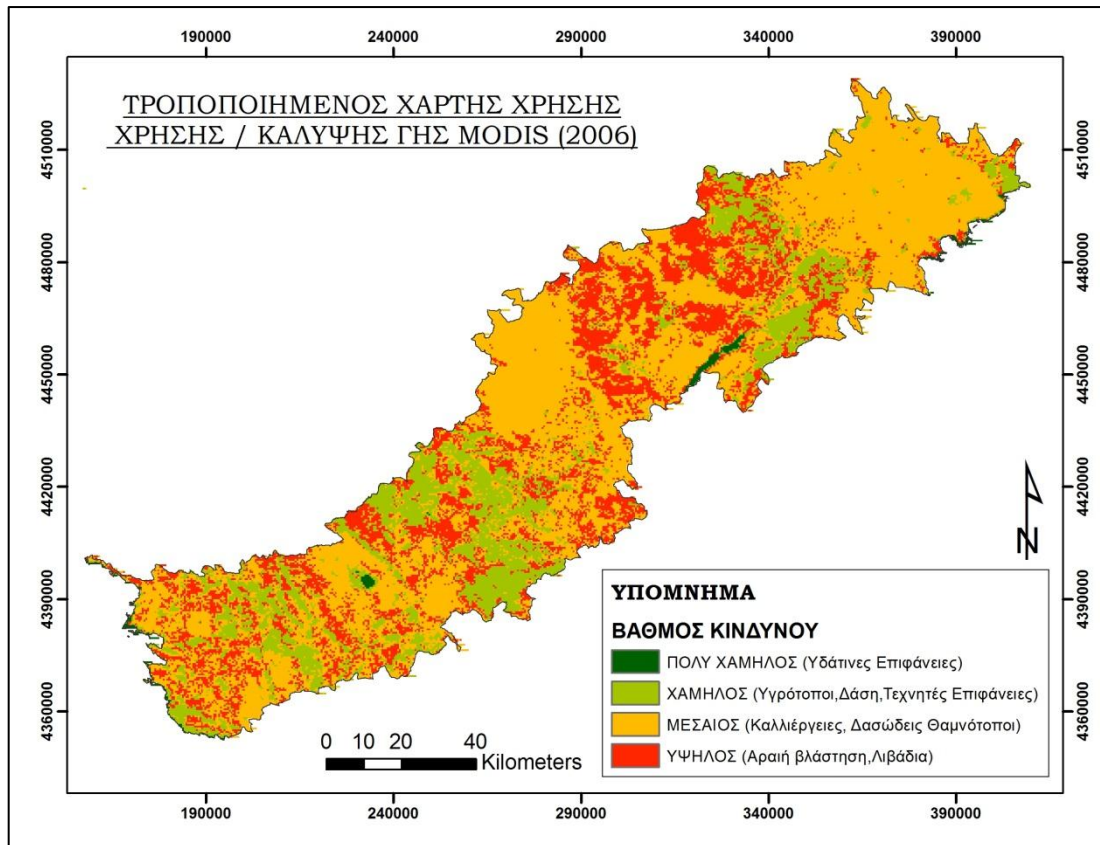 190000 240000 290000 340000 390000
ΤΡΟΠΟΠΟΙΗΜΕΝΟΣ ΧΑΡΤΗΣ ΧΡΗΣΗΣ
ΧΡΗΣΗΣ / ΚΑΛΥΨΗΣ ΓΗΣ MODIS (2006)
4510000 4510000
4480000 4480000
4450000 4450000
4420000 4420000
N
4390000 4390000
ΥΠΟΜΝΗΜΑ
ΒΑΘΜΟΣ ΚΙΝΔΥΝΟΥ
ΠΟΛΥ ΧΑΜΗΛΟΣ (Υδάτινες Επιφάνειες)
ΧΑΜΗΛΟΣ (Υγρότοποι,Δάση,Τεχνητές Επιφάνειες)
4360000 4360000
ΜΕΣΑΙΟΣ (Καλλιέργειες, Δασώδεις Θαμνότοποι)
ΥΨΗΛΟΣ (Αραιή βλάστηση,Λιβάδια)
0 10 20 40
Kilometers
190000 240000 290000 340000 390000